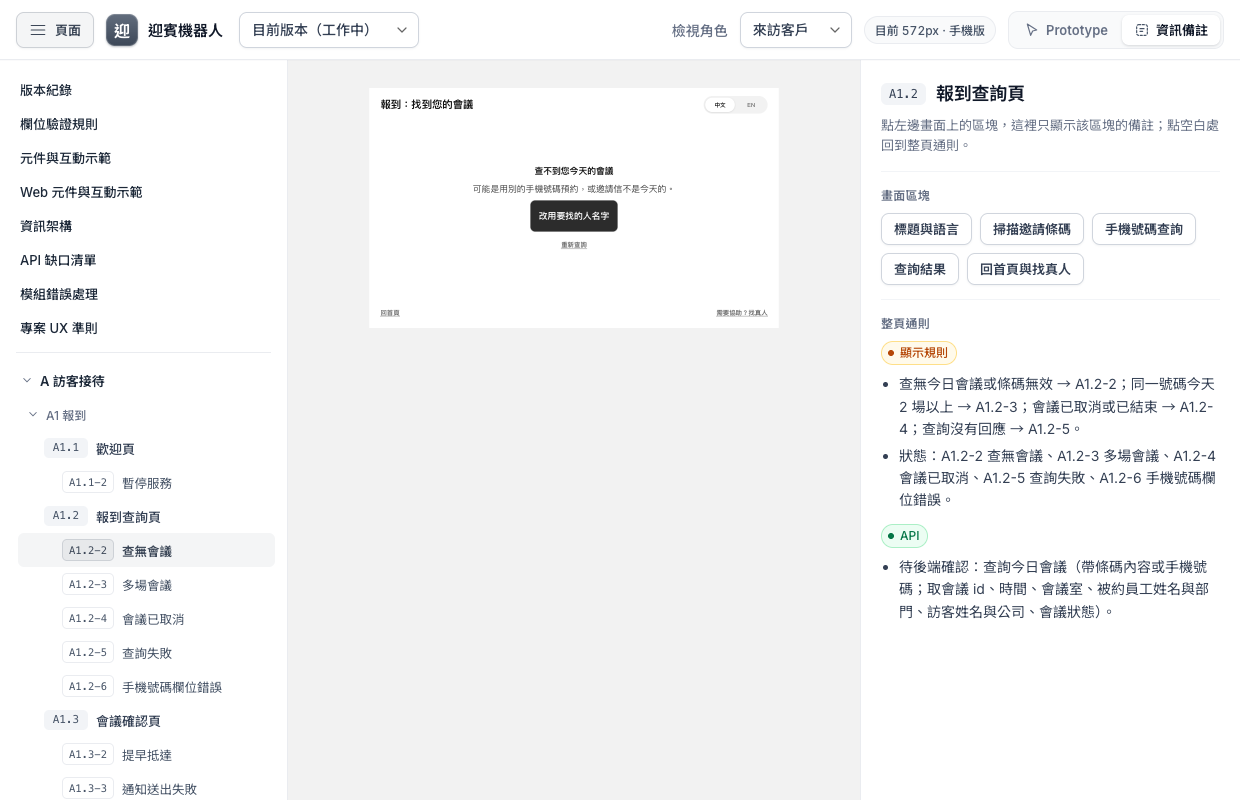 頁面
迎 迎賓機器人
目前版本（工作中）
檢視角色
來訪客戶
目前 572px · 手機版
Prototype
資訊備註
版本紀錄
欄位驗證規則
元件與互動示範
Web 元件與互動示範
資訊架構
API 缺口清單
模組錯誤處理
專案 UX 準則
A 訪客接待
A1 報到
A1.1 歡迎頁
A1.1-2 暫停服務
A1.2 報到查詢頁
A1.2-2 查無會議
A1.2-3 多場會議
A1.2-4 會議已取消
A1.2-5 查詢失敗
A1.2-6 手機號碼欄位錯誤
A1.3 會議確認頁
A1.3-2 提早抵達
A1.3-3 通知送出失敗
報到：找到您的會議
中文 EN
查不到您今天的會議
可能是用別的手機號碼預約，或邀請信不是今天的。
改用要找的人名字
重新查詢
回首頁
需要協助？找真人
A1.2 報到查詢頁
點左邊畫面上的區塊，這裡只顯示該區塊的備註；點空白處
回到整頁通則。
畫面區塊
標題與語言 掃描邀請條碼 手機號碼查詢
查詢結果 回首頁與找真人
整頁通則
顯示規則
查無今日會議或條碼無效 → A1.2-2；同一號碼今天
2 場以上 → A1.2-3；會議已取消或已結束 → A1.2-
4；查詢沒有回應 → A1.2-5。
狀態：A1.2-2 查無會議、A1.2-3 多場會議、A1.2-4
會議已取消、A1.2-5 查詢失敗、A1.2-6 手機號碼欄
位錯誤。
API
待後端確認：查詢今日會議（帶條碼內容或手機號
碼；取會議 id、時間、會議室、被約員工姓名與部
門、訪客姓名與公司、會議狀態）。